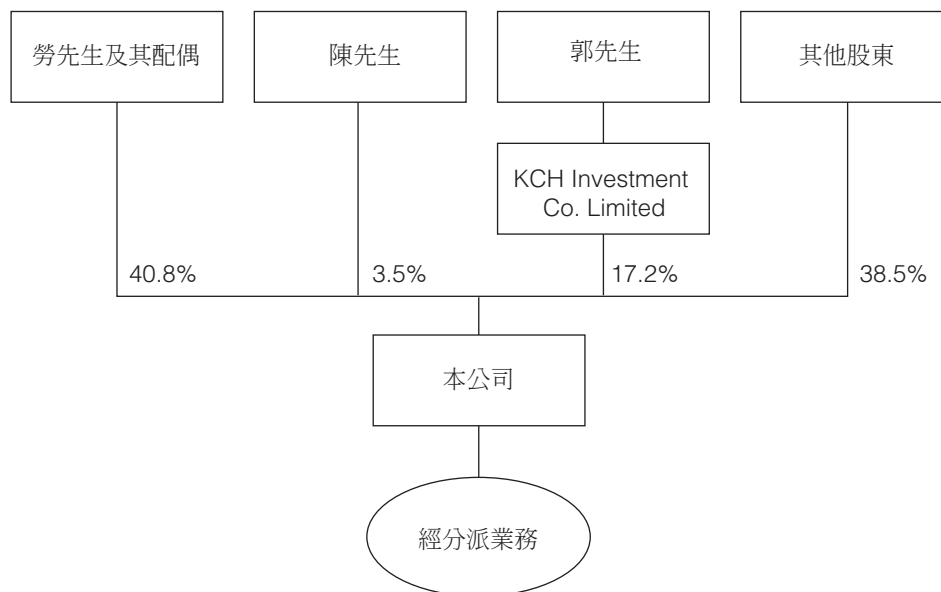 勞先生及其配偶
陳先生
郭先生
其他股東
KCH Investment
Co. Limited
40.8%
3.5%
17.2%
38.5%
本公司
經分派業務